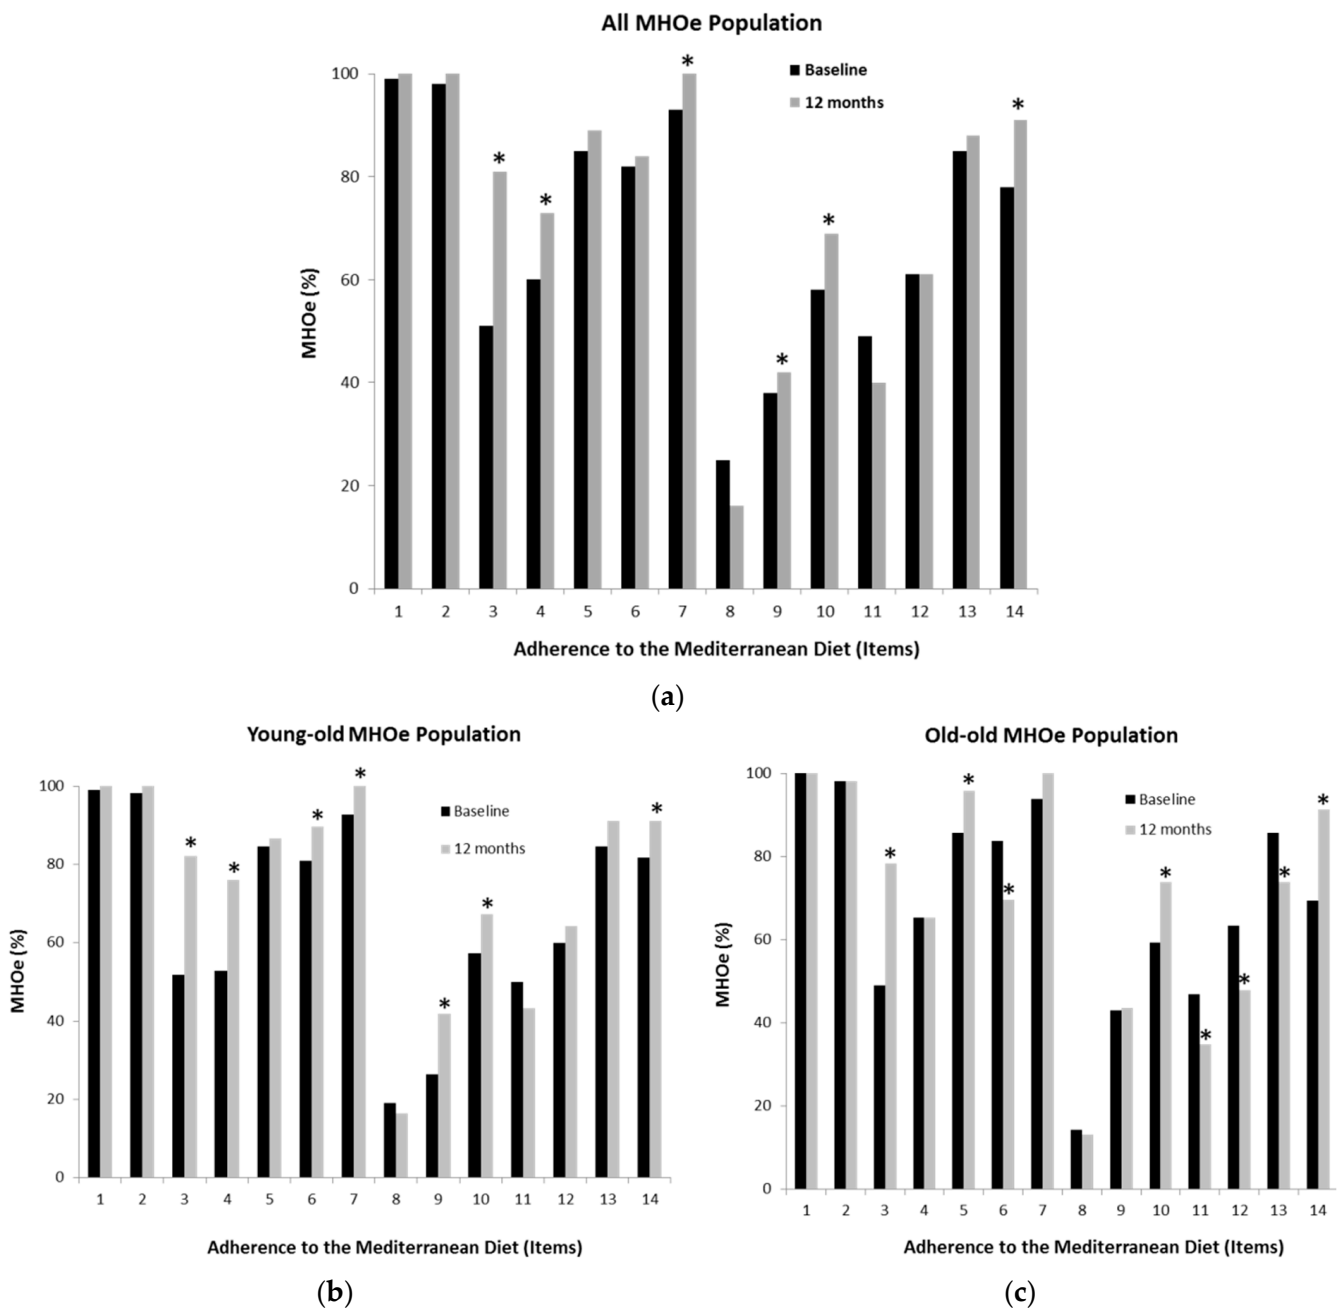 All MHOe Population
Baseline
12 months
*
*
*
*
*
*
100
80
60
40
20
0
MHOe (%)
1 2 3 4 5 6 7 8 9 10 11 12 13 14
Adherence to the Mediterranean Diet (Items)
(a)
Young-old MHOe Population
Baseline
12 months
*
*
*
*
*
*
*
100
80
60
40
20
0
MHOe (%)
1 2 3 4 5 6 7 8 9 10 11 12 13 14
Adherence to the Mediterranean Diet (Items)
(b)
Old-old MHOe Population
Baseline
12 months
*
*
*
*
*
*
*
*
100
80
60
40
20
0
MHOe (%)
1 2 3 4 5 6 7 8 9 10 11 12 13 14
Adherence to the Mediterranean Diet (Items)
(c)